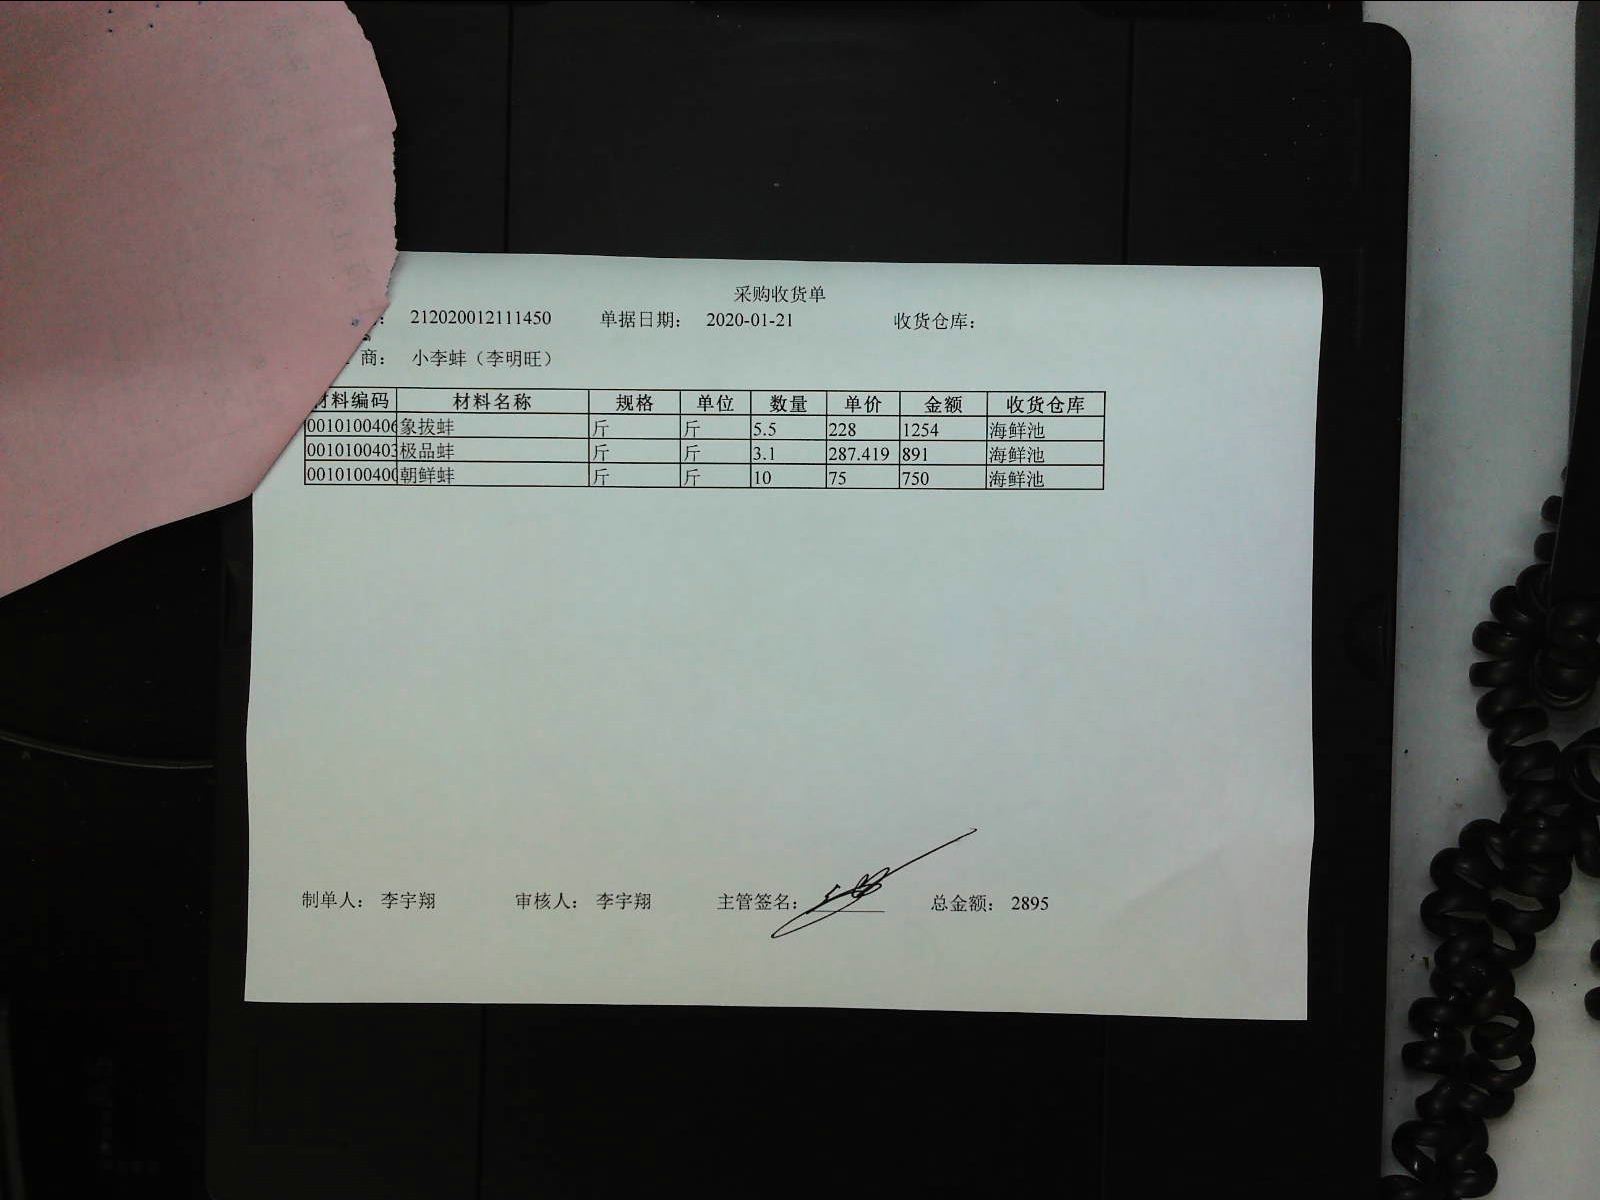 采购收货单
: 212020012111450 单据日期: 2020-01-21 收货仓库:
商: 小李蚌（李明旺）
材料编码 材料名称 规格 单位 数量 单价 金额 收货仓库
0010100406 象拔蚌 斤 斤 5.5 228 1254 海鲜池
0010100403 极品蚌 斤 斤 3.1 287.419 891 海鲜池
0010100400 朝鲜蚌 斤 斤 10 75 750 海鲜池
制单人: 李宇翔 审核人: 李宇翔 主管签名: 总金额: 2895